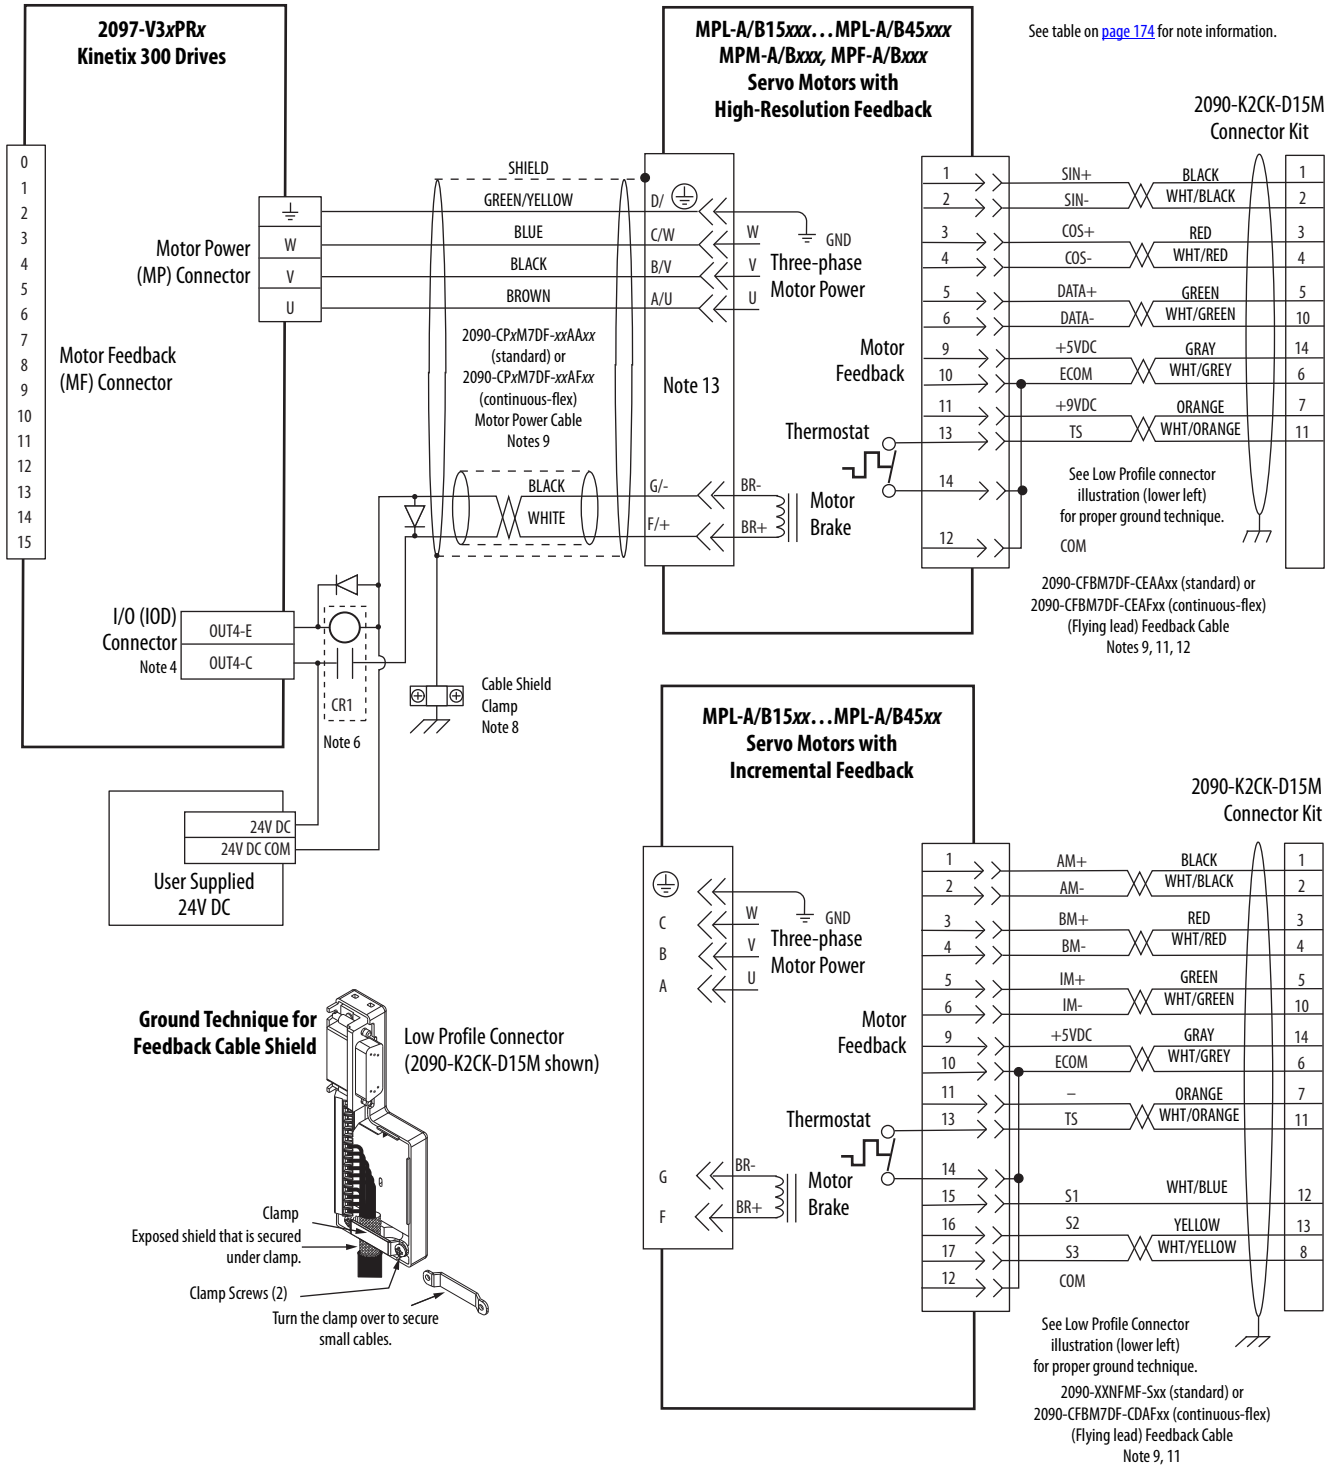 2097-V3xPRx
Kinetix 300 Drives
0
1
2
3
4
5
6
7
8
9
10
11
12
13
14
15
Motor Power
(MP) Connector
W
V
U
Motor Feedback
(MF) Connector
I/O (IOD)
Connector
Note 4
OUT4-E
OUT4-C
CR1
Note 6
24V DC
24V DC COM
User Supplied
24V DC
SHIELD
GREEN/YELLOW
BLUE
BLACK
BROWN
2090-CPxM7DF-xxAAxx
(standard) or
2090-CPxM7DF-xxAFxx
(continuous-flex)
Motor Power Cable
Notes 9
BLACK
WHITE
Cable Shield
Clamp
Note 8
MPL-A/B15xxx…MPL-A/B45xxx
MPM-A/Bxxx, MPF-A/Bxxx
Servo Motors with
High-Resolution Feedback
D/
C/W
B/V
A/U
Note 13
G/-
F/+
GND
W
V
U
Three-phase
Motor Power
Motor
Feedback
Thermostat
BR-
BR+
Motor
Brake
See table on page 174 for note information.
2090-K2CK-D15M
Connector Kit
1 SIN+ BLACK 1
2 SIN- WHT/BLACK 2
3 COS+ RED 3
4 COS- WHT/RED 4
5 DATA+ GREEN 5
6 DATA- WHT/GREEN 10
9 +5VDC GRAY 14
10 ECOM WHT/GREY 6
11 +9VDC ORANGE 7
13 TS WHT/ORANGE 11
14
12 COM
See Low Profile connector
illustration (lower left)
for proper ground technique.
2090-CFBM7DF-CEAAxx (standard) or
2090-CFBM7DF-CEAFxx (continuous-flex)
(Flying lead) Feedback Cable
Notes 9, 11, 12
MPL-A/B15xx…MPL-A/B45xx
Servo Motors with
Incremental Feedback
C
B
A
G
F
GND
W
V
U
Three-phase
Motor Power
Motor
Feedback
Thermostat
BR-
BR+
Motor
Brake
2090-K2CK-D15M
Connector Kit
1 AM+ BLACK 1
2 AM- WHT/BLACK 2
3 BM+ RED 3
4 BM- WHT/RED 4
5 IM+ GREEN 5
6 IM- WHT/GREEN 10
9 +5VDC GRAY 14
10 ECOM WHT/GREY 6
11 – ORANGE 7
13 TS WHT/ORANGE 11
14
15 S1 WHT/BLUE 12
16 S2 YELLOW 13
17 S3 WHT/YELLOW 8
12 COM
See Low Profile Connector
illustration (lower left)
for proper ground technique.
2090-XXNFMF-Sxx (standard) or
2090-CFBM7DF-CDAFxx (continuous-flex)
(Flying lead) Feedback Cable
Note 9, 11
Ground Technique for
Feedback Cable Shield
Low Profile Connector
(2090-K2CK-D15M shown)
Clamp
Exposed shield that is secured
under clamp.
Clamp Screws (2)
Turn the clamp over to secure
small cables.